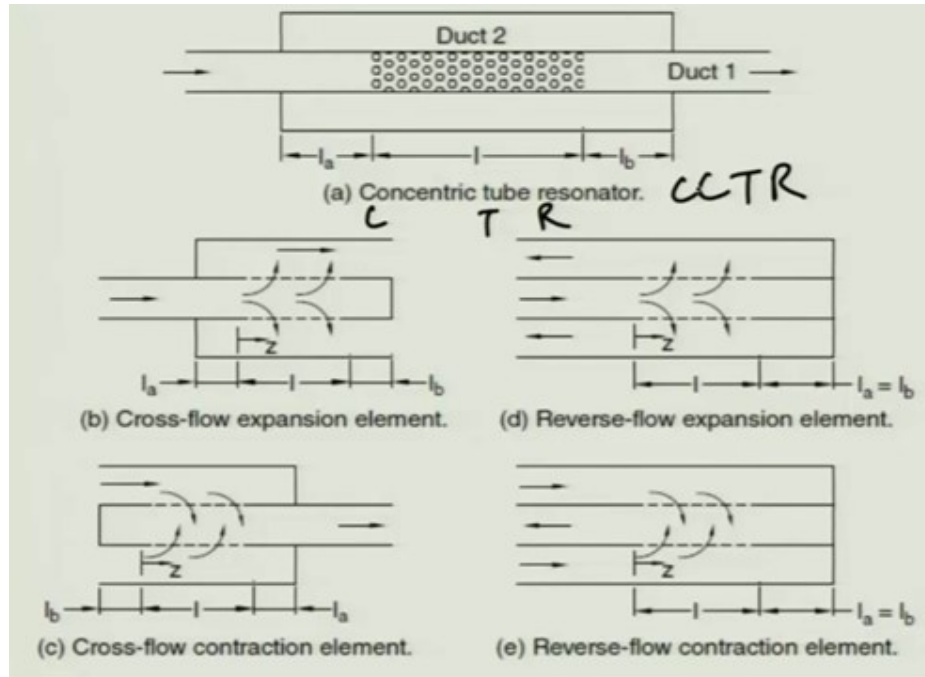 Duct 2
Duct 1
la l lb
(a) Concentric tube resonator. CCTR
C T R
z
la l lb
(b) Cross-flow expansion element.
z
l la = lb
(d) Reverse-flow expansion element.
z
lb l la
(c) Cross-flow contraction element.
z
l la = lb
(e) Reverse-flow contraction element.